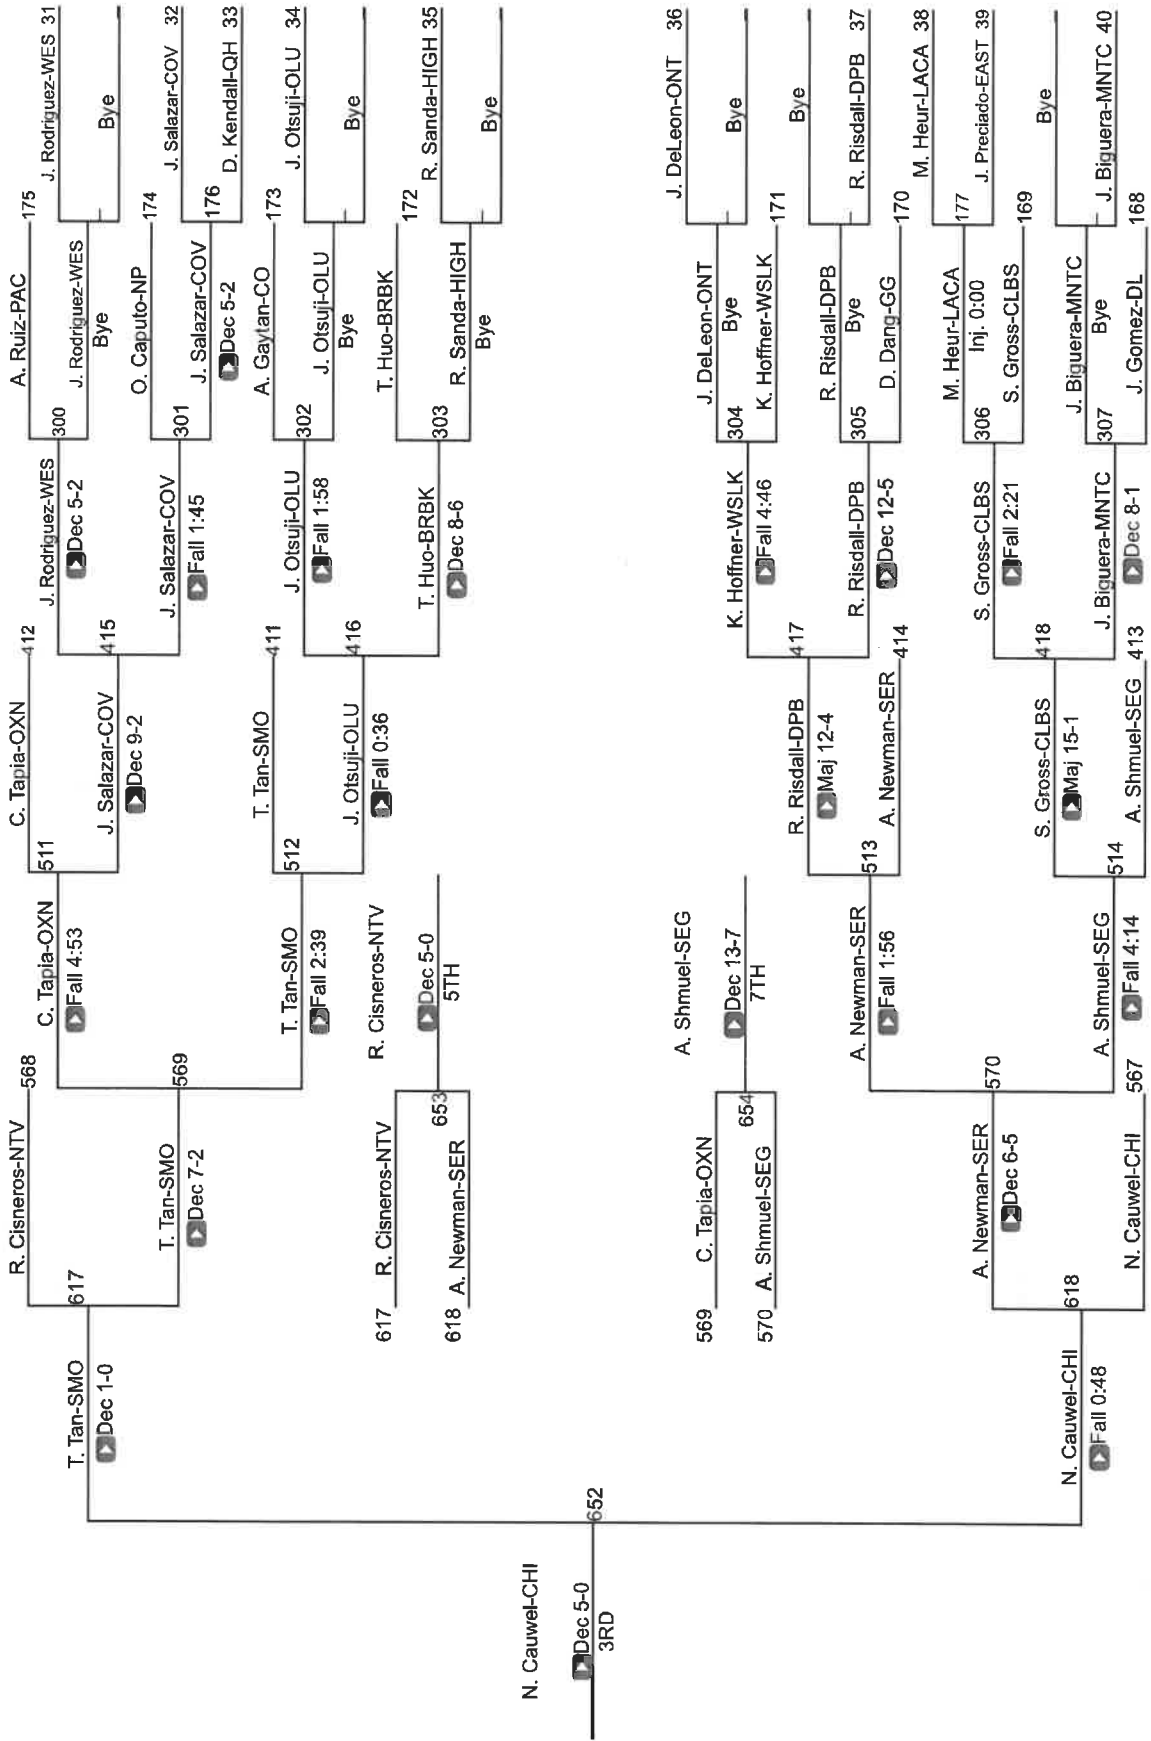 N. Cauwel-CHI
Dec 5-0
3RD
652
T. Tan-SMO
Dec 1-0
N. Cauwel-CHI
Fall 0:48
617
618
R. Cisneros-NTV 568
T. Tan-SMO
Dec 7-2
617 R. Cisneros-NTV
618 A. Newman-SER
653
569 C. Tapia-OXN
570 A. Shmuel-SEG
654
A. Newman-SER
Dec 6-5
N. Cauwel-CHI 567
569
570
C. Tapia-OXN
Fall 4:53
T. Tan-SMO
Fall 2:39
R. Cisneros-NTV
Dec 5-0
5TH
A. Shmuel-SEG
Dec 13-7
7TH
A. Newman-SER
Fall 1:56
A. Shmuel-SEG
Fall 4:14
511
512
513
514
C. Tapia-OXN 412
J. Salazar-COV
Dec 9-2
T. Tan-SMO 411
J. Otsuji-OLU
Fall 0:36
R. Risdall-DPB
Maj 12-4
A. Newman-SER 414
S. Gross-CLBS
Maj 15-1
A. Shmuel-SEG 413
415
416
417
418
J. Rodriguez-WES
Dec 5-2
J. Salazar-COV
Fall 1:45
J. Otsuji-OLU
Fall 1:58
T. Huo-BRBK
Dec 8-6
K. Hoffner-WSLK
Fall 4:46
R. Risdall-DPB
Dec 12-5
S. Gross-CLBS
Fall 2:21
J. Biguera-MNTC
Dec 8-1
300
301
302
303
304
305
306
307
A. Ruiz-PAC 175
J. Rodriguez-WES
Bye
O. Caputo-NP 174
J. Salazar-COV 176
Dec 5-2
A. Gaytan-CO 173
J. Otsuji-OLU
Bye
T. Huo-BRBK 172
R. Sanda-HIGH
Bye
J. DeLeon-ONT
Bye
K. Hoffner-WSLK 171
R. Risdall-DPB
Bye
D. Dang-GG 170
M. Heur-LACA 177
Inj. 0:00
S. Gross-CLBS 169
J. Biguera-MNTC
Bye
J. Gomez-DL 168
J. Rodriguez-WES 31
Bye
J. Salazar-COV 32
D. Kendall-QH 33
J. Otsuji-OLU 34
Bye
R. Sanda-HIGH 35
Bye
J. DeLeon-ONT 36
Bye
Bye
R. Risdall-DPB 37
M. Heur-LACA 38
J. Preciado-EAST 39
Bye
J. Biguera-MNTC 40